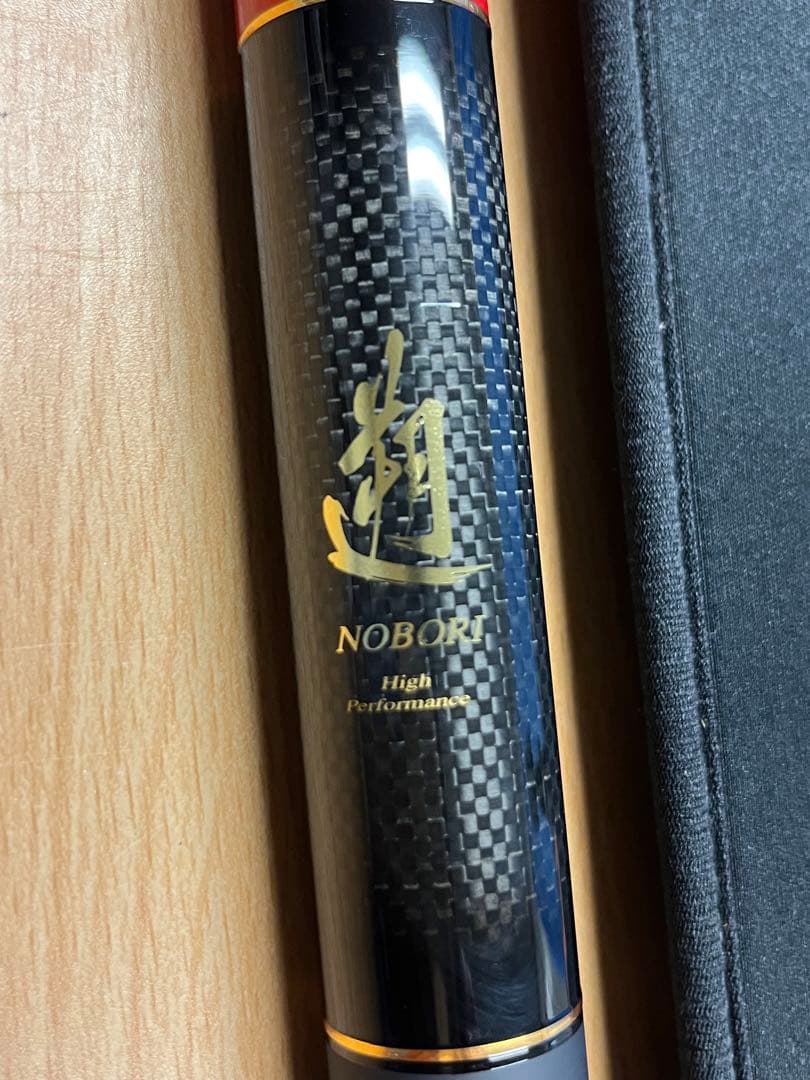 遡
NOBORI
High
Performance